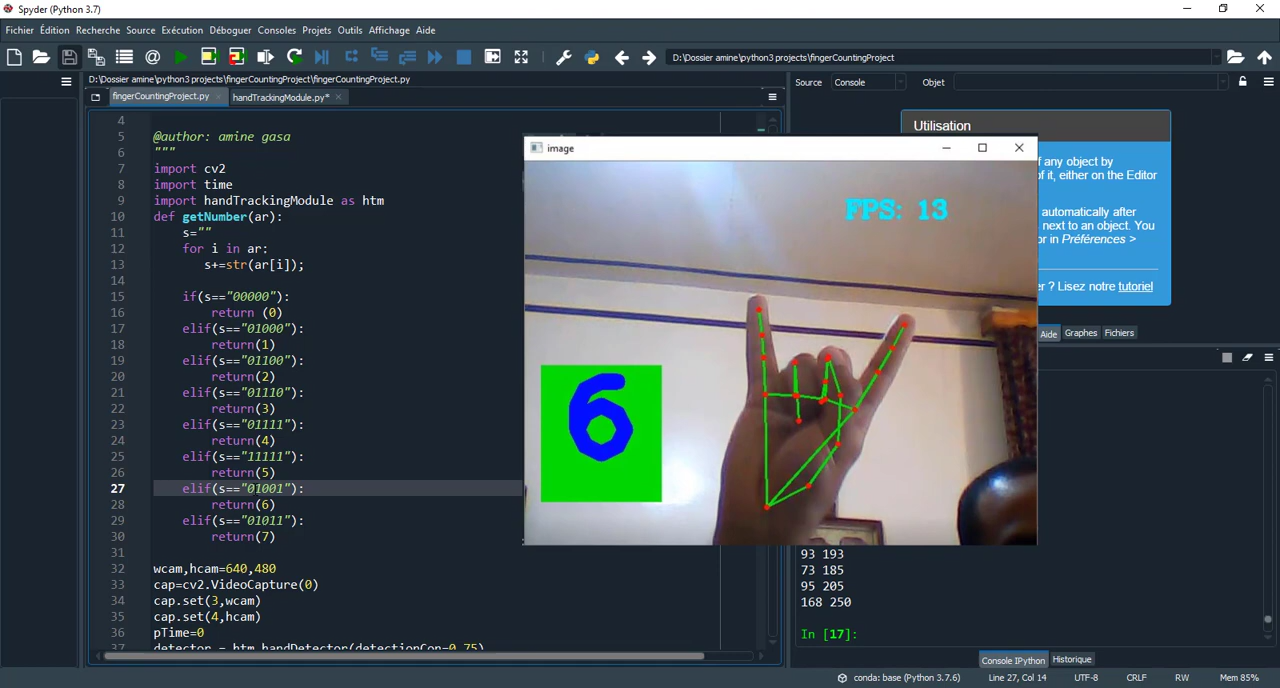 Spyder (Python 3.7)
Fichier Édition Recherche Source Exécution Déboguer Consoles Projets Outils Affichage Aide
D:\Dossier amine\python3 projects\fingerCountingProject
D:\Dossier amine\python3 projects\fingerCountingProject\fingerCountingProject.py
fingerCountingProject.py handTrackingModule.py*
4
5 @author: amine gasa
6 """
7 import cv2
8 import time
9 import handTrackingModule as htm
10 def getNumber(ar):
11 s=""
12 for i in ar:
13 s+=str(ar[i]);
14
15 if(s=="00000"):
16 return (0)
17 elif(s=="01000"):
18 return(1)
19 elif(s=="01100"):
20 return(2)
21 elif(s=="01110"):
22 return(3)
23 elif(s=="01111"):
24 return(4)
25 elif(s=="11111"):
26 return(5)
27 elif(s=="01001"):
28 return(6)
29 elif(s=="01011"):
30 return(7)
31
32 wcam,hcam=640,480
33 cap=cv2.VideoCapture(0)
34 cap.set(3,wcam)
35 cap.set(4,hcam)
36 pTime=0
37 detector = htm.handDetector(detectionCon=0.75)
image
FPS: 13
6
Source Console Objet
Utilisation
f any object by
of it, either on the Editor
automatically after
next to an object. You
or in Préférences >
er ? Lisez notre tutoriel
Aide Graphes Fichiers
93 193
73 185
95 205
168 250
In [17]:
Console IPython Historique
conda: base (Python 3.7.6) Line 27, Col 14 UTF-8 CRLF RW Mem 85%